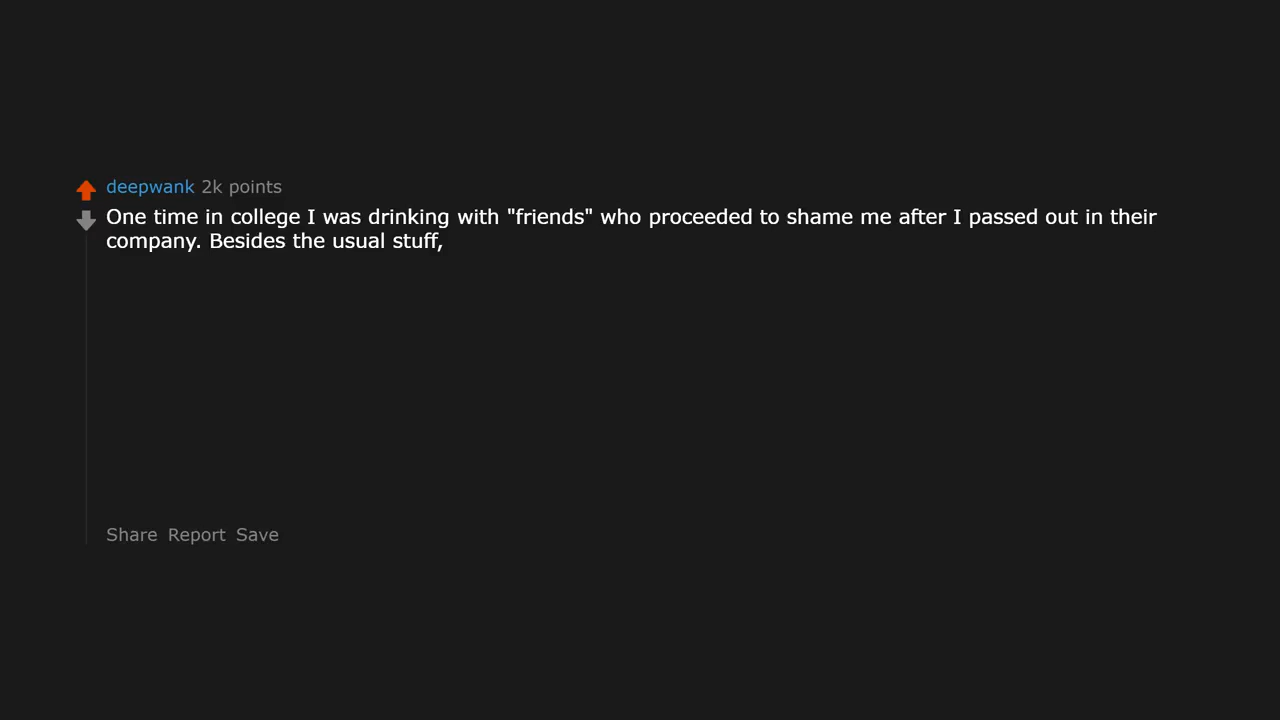 deepwank 2k points
One time in college I was drinking with "friends" who proceeded to shame me after I passed out in their
company. Besides the usual stuff,
Share Report Save